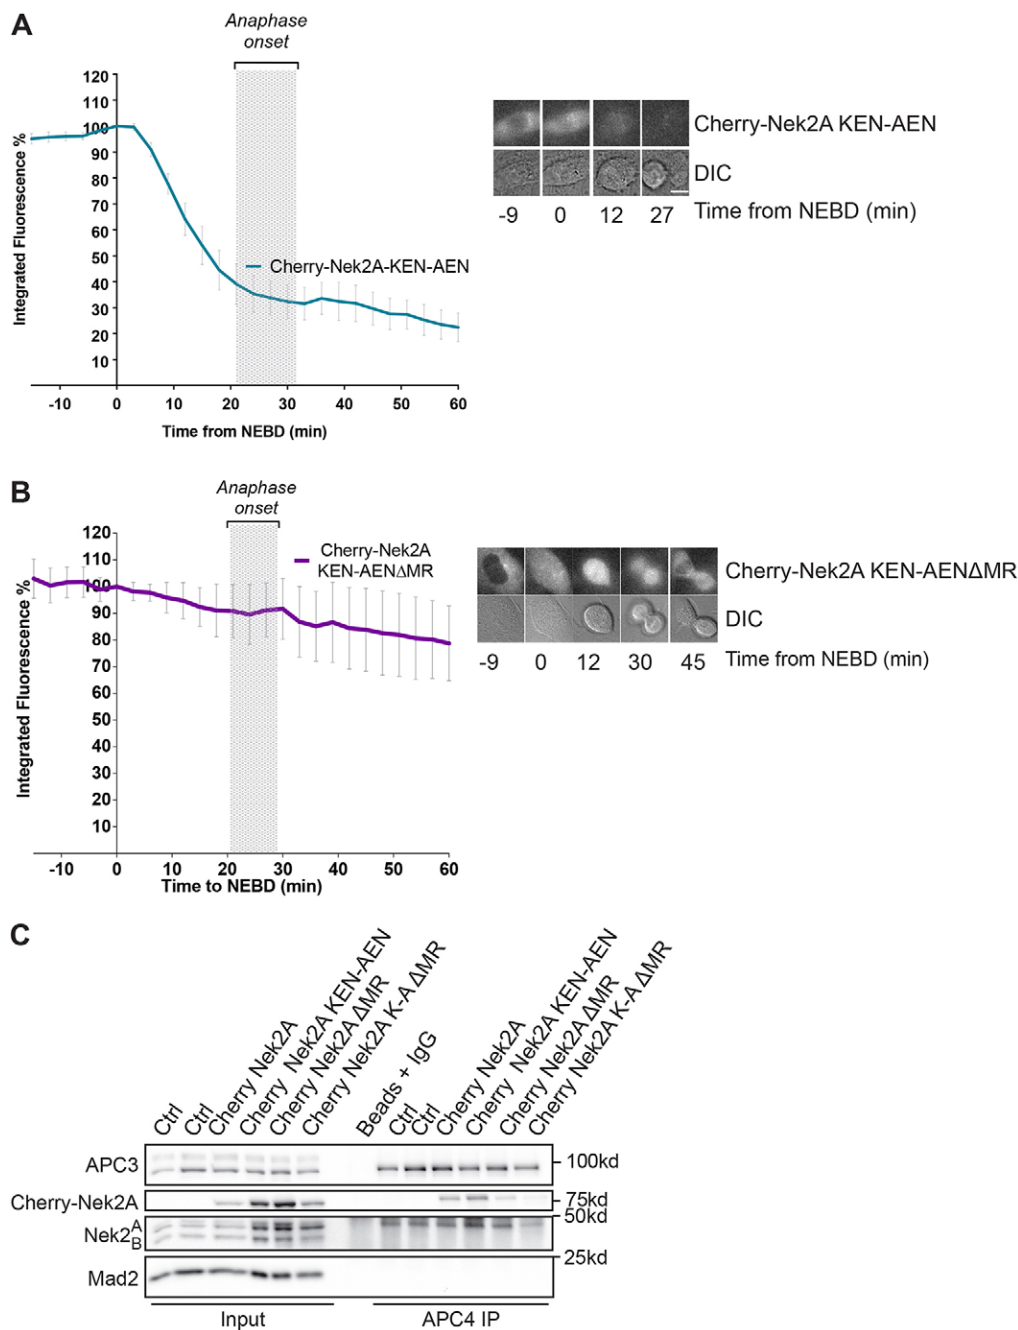 A
Anaphase
onset
120
110
100
90
80
70
60
50
40
30
20
10
Integrated Fluorescence %
Cherry-Nek2A-KEN-AEN
-10 0 10 20 30 40 50 60
Time from NEBD (min)
Cherry-Nek2A KEN-AEN
DIC
-9 0 12 27 Time from NEBD (min)
B
Anaphase
onset
120
110
100
90
80
70
60
50
40
30
20
10
Integrated Fluorescence %
Cherry-Nek2A
KEN-AENΔMR
-10 0 10 20 30 40 50 60
Time to NEBD (min)
Cherry-Nek2A KEN-AENΔMR
DIC
-9 0 12 30 45 Time from NEBD (min)
C
Ctrl
Ctrl
Cherry Nek2A
Cherry Nek2A KEN-AEN
Cherry Nek2A ΔMR
Cherry Nek2A K-A ΔMR
Beads + IgG
Ctrl
Ctrl
Cherry Nek2A
Cherry Nek2A KEN-AEN
Cherry Nek2A ΔMR
Cherry Nek2A K-A ΔMR
APC3
100kd
Cherry-Nek2A
75kd
50kd
Nek2 A
B
25kd
Mad2
Input APC4 IP